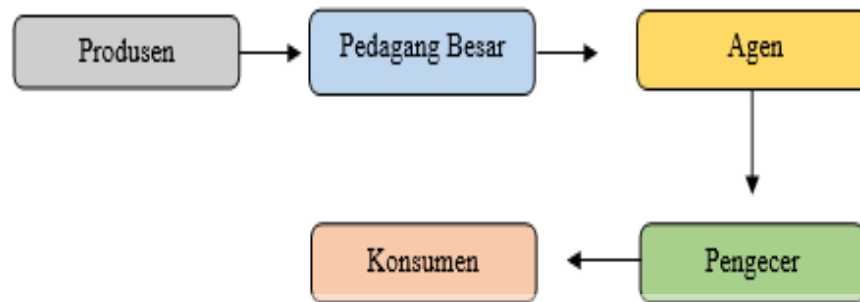 Produsen
Pedagang Besar
Agen
Pengecer
Konsumen